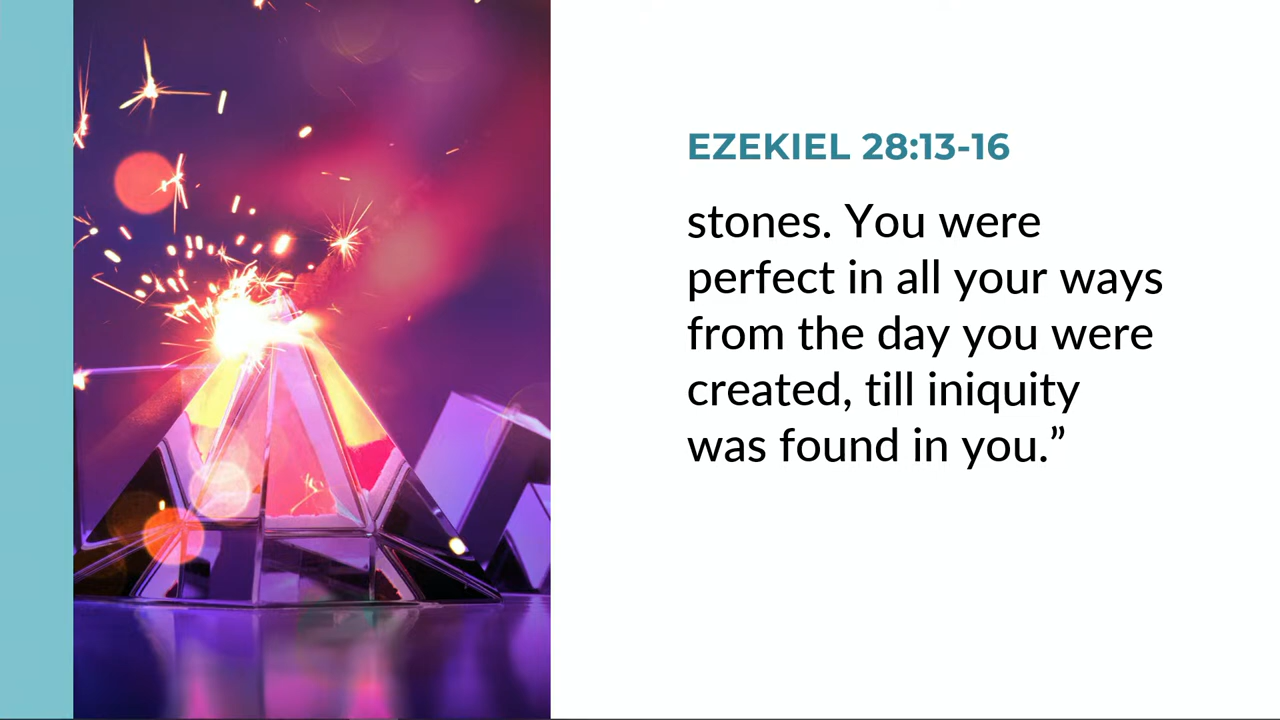 EZEKIEL 28:13-16
stones. You were
perfect in all your ways
from the day you were
created, till iniquity
was found in you.”